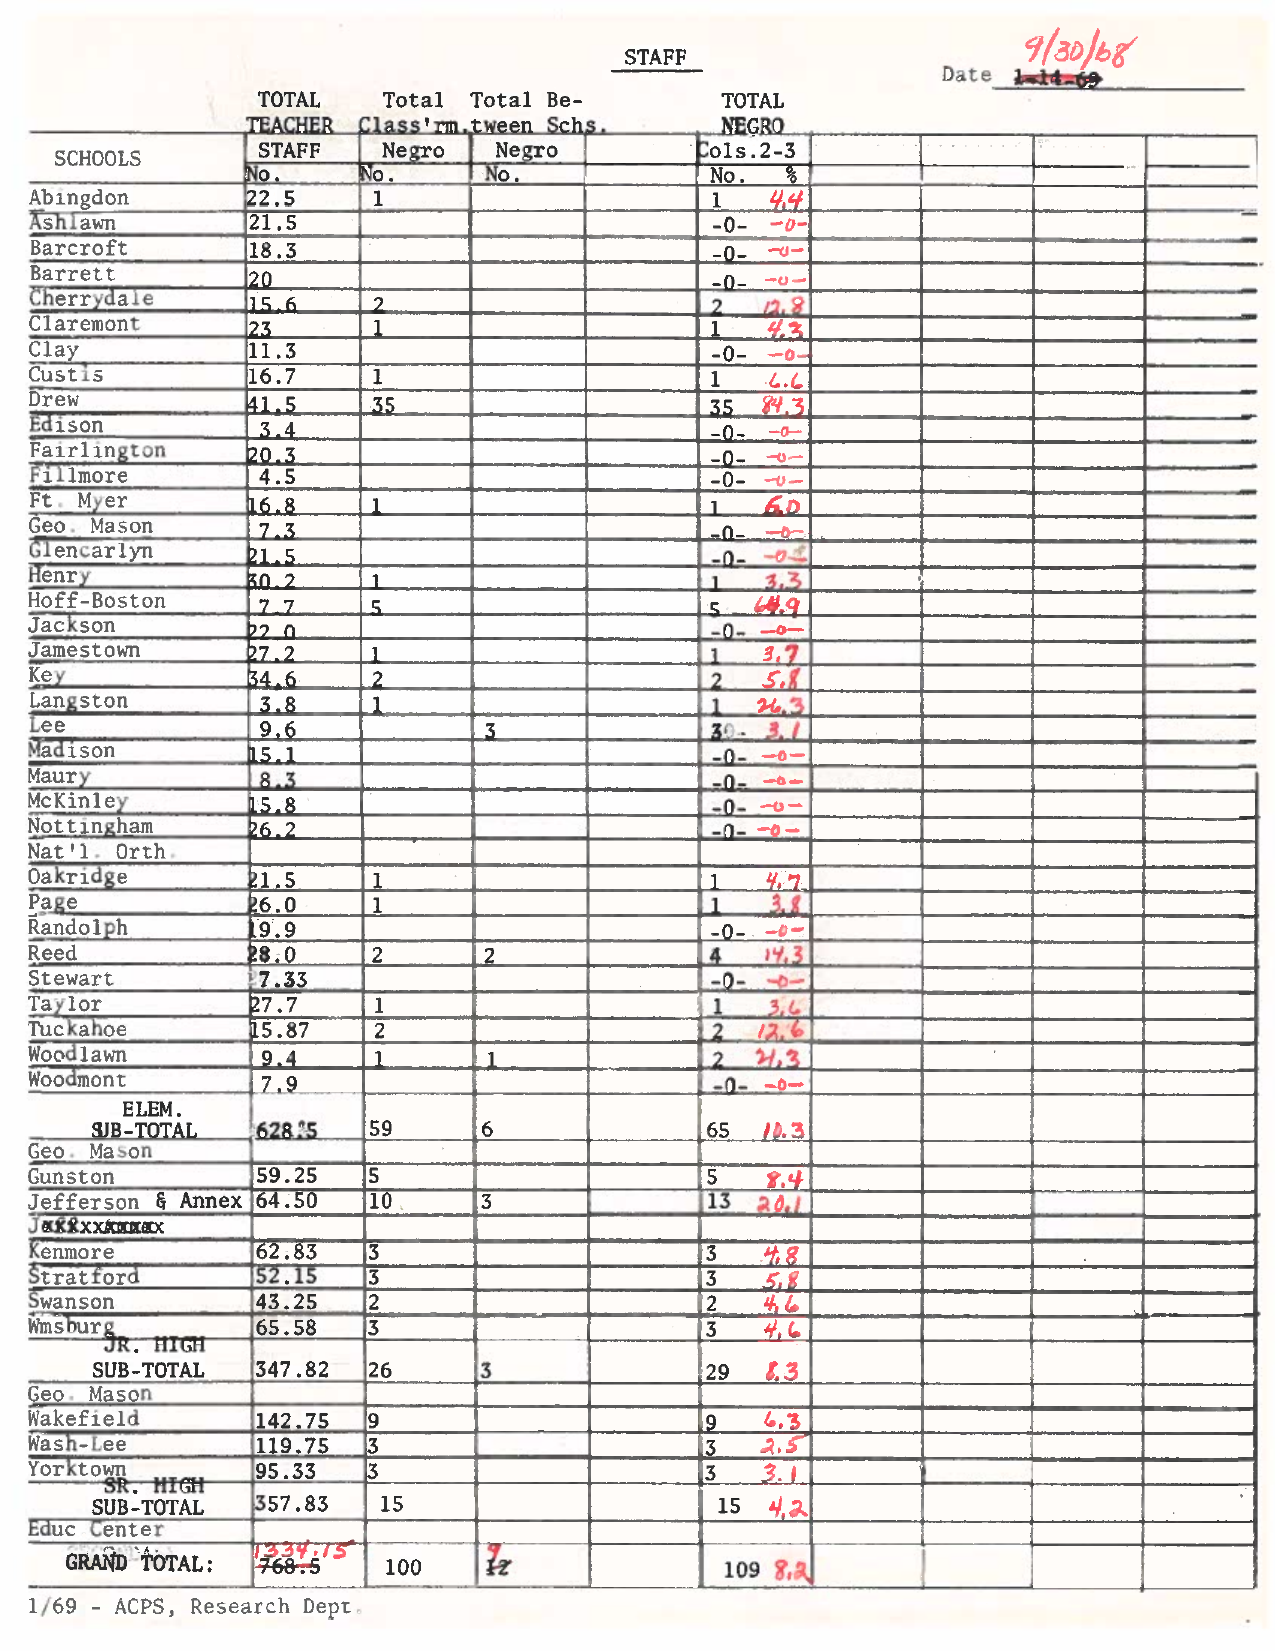 STAFF
9/30/68
Date 1-14-69
TOTAL Total Total Be- TOTAL
TEACHER Class'rm.tween Schs. NEGRO
SCHOOLS STAFF Negro Negro Cols.2-3
No. No. No. No. %
Abingdon 22.5 1 1 4.4
Ashlawn 21.5 -0- -0-
Barcroft 18.3 -0- -0-
Barrett 20 -0- -0-
Cherrydale 15.6 2 2 12.8
Claremont 23 1 1 4.3
Clay 11.3 -0- -0-
Custis 16.7 1 1 6.6
Drew 41.5 35 35 84.3
Edison 3.4 -0- -0-
Fairlington 20.3 -0- -0-
Fillmore 4.5 -0- -0-
Ft. Myer 16.8 1 1 6.0
Geo. Mason 7.3 -0- -0-
Glencarlyn 21.5 -0- -0-
Henry 30.2 1 1 3.3
Hoff-Boston 7.7 5 5 64.9
Jackson 22.0 -0- -0-
Jamestown 27.2 1 1 3.7
Key 34.6 2 2 5.8
Langston 3.8 1 1 26.3
Lee 9.6 3 3 3.1
Madison 15.1 -0- -0-
Maury 8.3 -0- -0-
McKinley 15.8 -0- -0-
Nottingham 26.2 -0- -0-
Nat'l. Orth.
Oakridge 21.5 1 1 4.7
Page 26.0 1 1 3.8
Randolph 19.9 -0- -0-
Reed 28.0 2 2 4 14.3
Stewart 7.33 -0- -0-
Taylor 27.7 1 1 3.6
Tuckahoe 15.87 2 2 12.6
Woodlawn 9.4 1 1 2 21.3
Woodmont 7.9 -0- -0-
ELEM.
SUB-TOTAL 628.5 59 6 65 10.3
Geo. Mason
Gunston 59.25 5 5 8.4
Jefferson & Annex 64.50 10 3 13 20.1
Kenmore 62.83 3 3 4.8
Stratford 52.15 3 3 5.8
Swanson 43.25 2 2 4.6
Wmsburg 65.58 3 3 4.6
JR. HIGH
SUB-TOTAL 347.82 26 3 29 8.3
Geo. Mason
Wakefield 142.75 9 9 6.3
Wash-Lee 119.75 3 3 2.5
Yorktown 95.33 3 3 3.1
SR. HIGH
SUB-TOTAL 357.83 15 15 4.2
Educ Center
1334.15 9
GRAND TOTAL: 768.5 100 12 109 8.2
1/69 - ACPS, Research Dept.